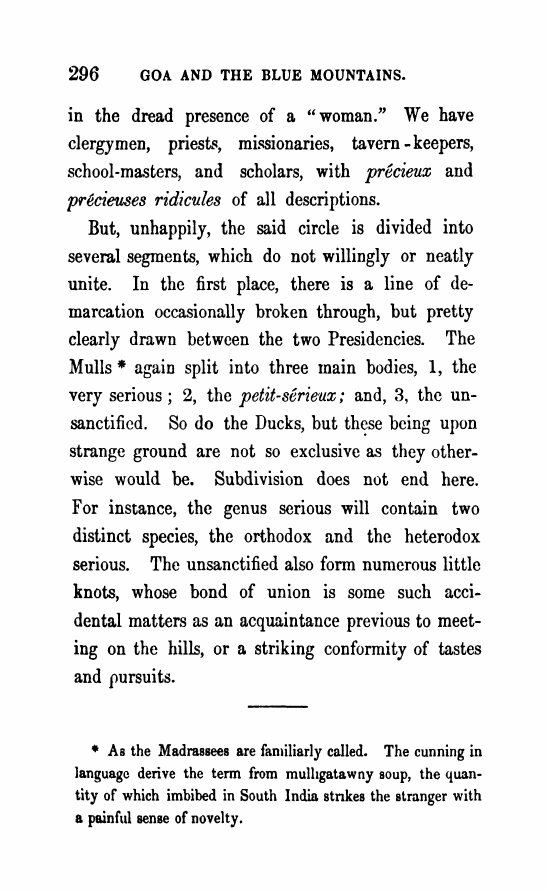 296 GOA AND THE BLUE MOUNTAINS.
in the dread presence of a “woman.” We have
clergymen, priests, missionaries, tavern-keepers,
school-masters, and scholars, with précieux and
précieuses ridicules of all descriptions.
But, unhappily, the said circle is divided into
several segments, which do not willingly or neatly
unite. In the first place, there is a line of de-
marcation occasionally broken through, but pretty
clearly drawn between the two Presidencies. The
Mulls * again split into three main bodies, 1, the
very serious; 2, the petit-sérieux; and, 3, the un-
sanctified. So do the Ducks, but these being upon
strange ground are not so exclusive as they other-
wise would be. Subdivision does not end here.
For instance, the genus serious will contain two
distinct species, the orthodox and the heterodox
serious. The unsanctified also form numerous little
knots, whose bond of union is some such acci-
dental matters as an acquaintance previous to meet-
ing on the hills, or a striking conformity of tastes
and pursuits.
* As the Madrassees are familiarly called. The cunning in
language derive the term from mulligatawny soup, the quan-
tity of which imbibed in South India strikes the stranger with
a painful sense of novelty.